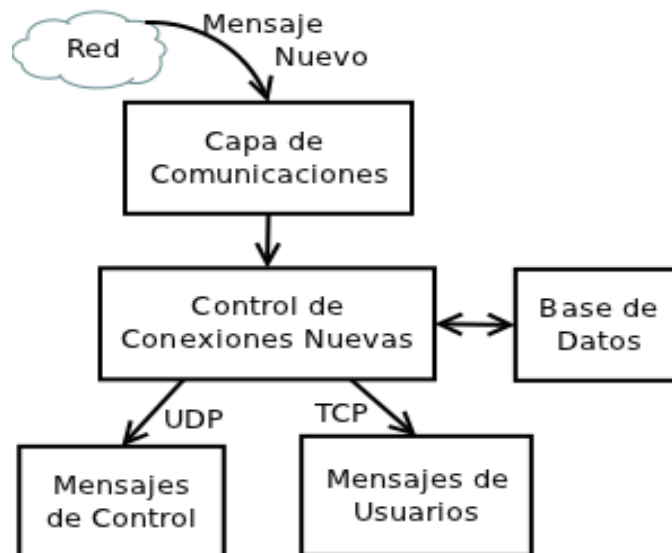 Mensaje
Red
Nuevo
Capa de
Comunicaciones
Control de
Conexiones Nuevas
Base de
Datos
UDP
TCP
Mensajes
de Control
Mensajes de
Usuarios